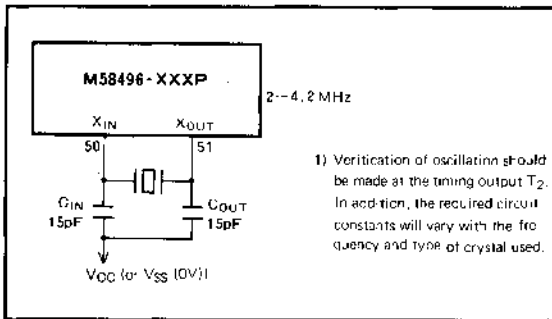 M58496-XXXP
2–4.2 MHz
XIN
XOUT
50
51
CIN
15pF
COUT
15pF
VCC (or VSS (0V))
1) Verification of oscillation should
be made at the timing output T2.
In addition, the required circuit
constants will vary with the fre
quency and type of crystal used.